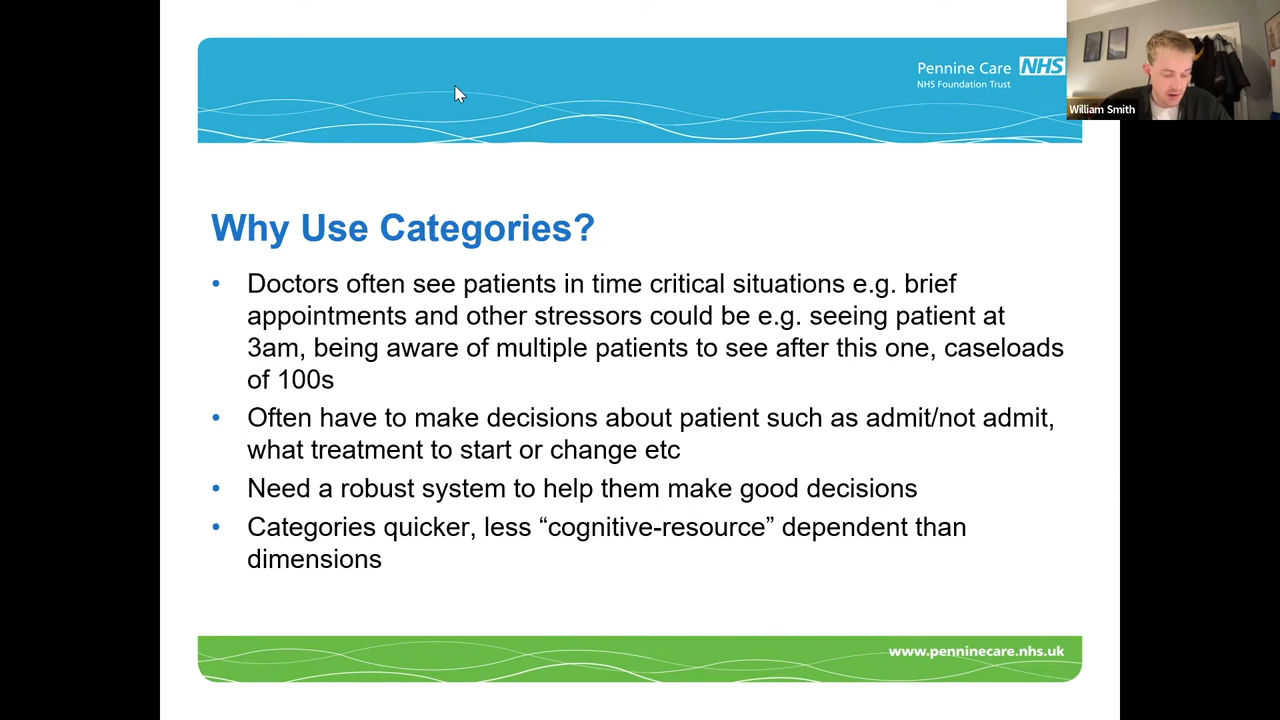 Pennine Care NHS
NHS Foundation Trust
William Smith
Why Use Categories?
• Doctors often see patients in time critical situations e.g. brief
appointments and other stressors could be e.g. seeing patient at
3am, being aware of multiple patients to see after this one, caseloads
of 100s
• Often have to make decisions about patient such as admit/not admit,
what treatment to start or change etc
• Need a robust system to help them make good decisions
• Categories quicker, less “cognitive-resource” dependent than
dimensions
www.penninecare.nhs.uk